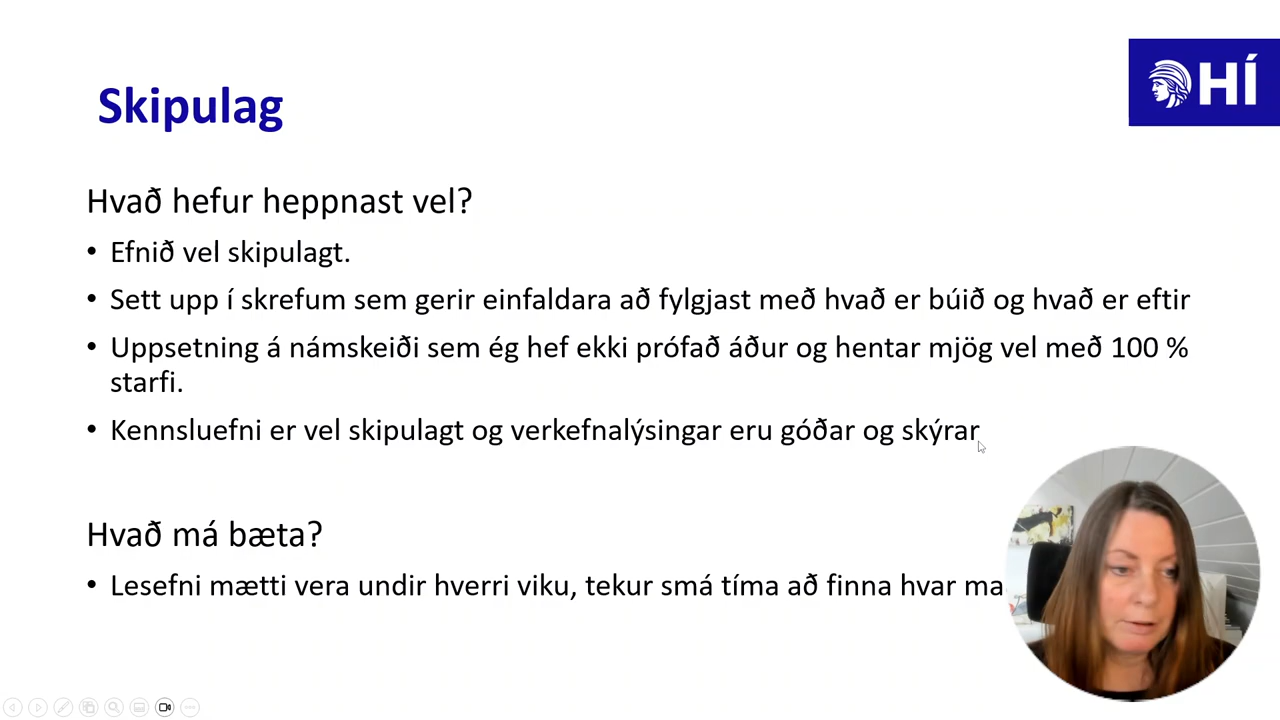 HÍ
Skipulag
Hvað hefur heppnast vel?
• Efnið vel skipulagt.
• Sett upp í skrefum sem gerir einfaldara að fylgjast með hvað er búið og hvað er eftir
• Uppsetning á námskeiði sem ég hef ekki prófað áður og hentar mjög vel með 100 %
starfi.
• Kennsluefni er vel skipulagt og verkefnalýsingar eru góðar og skýrar
Hvað má bæta?
• Lesefni mætti vera undir hverri viku, tekur smá tíma að finna hvar